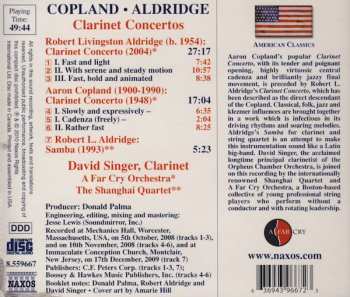 Playing
Time:
49:44
COPLAND • ALDRIDGE
Clarinet Concertos
Robert Livingston Aldridge (b. 1954):
Clarinet Concerto (2004)* 27:17
1 I. Fast and light 7:42
2 II. With serene and steady motion 10:57
3 III. Fast, bold and animated 8:38
Aaron Copland (1900-1990):
Clarinet Concerto (1948)* 17:04
4 I. Slowly and expressively –
5 I. Cadenza (freely) – 2:04
6 II. Rather fast 8:25
7 Robert L. Aldridge:
Samba (1993)** 5:23
David Singer, Clarinet
A Far Cry Orchestra*
The Shanghai Quartet**
Producer: Donald Palma
Engineering, editing, mixing and mastering:
Jesse Lewis (Soundmirror, Inc.)
Recorded at Mechanics Hall, Worcester,
Massachusetts, on 5th October, 2008 (tracks 1-3),
and on 10th November, 2008 (tracks 4-6), and at
Immaculate Conception Church, Montclair,
New Jersey, on 17th December, 2009 (track 7);
Publishers: C.F. Peters Corp. (tracks 1-3);
Boosey & Hawkes Music Publishers, Inc. (tracks 4-6)
Booklet notes: Donald Palma, Robert Aldridge and
David Singer • Cover art by Amarie Hill
AMERICAN CLASSICS
Aaron Copland's popular Clarinet
Concerto, with its tender and poignant
opening, highly virtuosic central
cadenza and brilliantly jazzy final
movement, is preceded by Robert
L. Aldridge's Clarinet Concerto, which
has been described as the direct descendant
of the Copland. Classical, folk, jazz and
klezmer influences are brought together
in a work which is infectious in its
driving rhythms and soaring melodies.
Aldridge's Samba for clarinet and
string quartet is an attempt to make
this instrumentation sound like a Latin
big-band. David Singer, the acclaimed
longtime principal clarinetist of the
Orpheus Chamber Orchestra, is joined
on this recording by the internationally
renowned Shanghai Quartet and
A Far Cry Orchestra, a Boston-based
collective of young professional string
players who perform without a
conductor and with rotating leadership.
A FAR CRY
DDD
8.559667
NAXOS
www.naxos.com
6 36943 96672